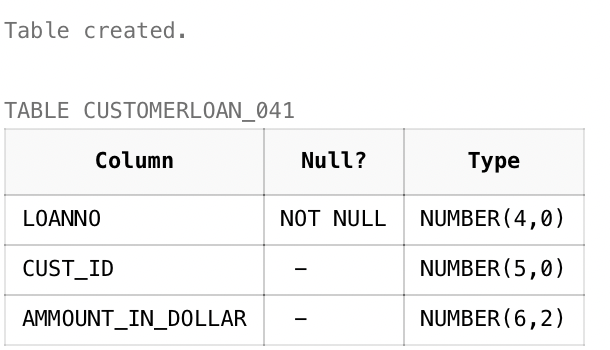 Table created.
TABLE CUSTOMERLOAN_041
Column Null? Type
LOANNO NOT NULL NUMBER(4,0)
CUST_ID – NUMBER(5,0)
AMMOUNT_IN_DOLLAR – NUMBER(6,2)